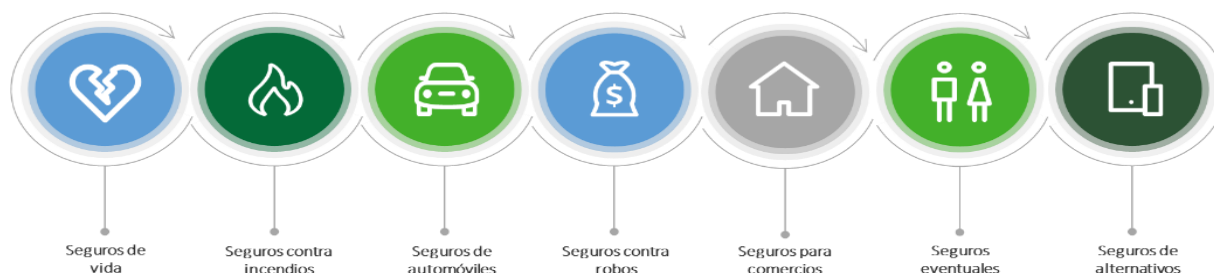 $
Seguros de
vida
Seguros contra
incendios
Seguros de
automóviles
Seguros contra
robos
Seguros para
comercios
Seguros
eventuales
Seguros de
alternativos